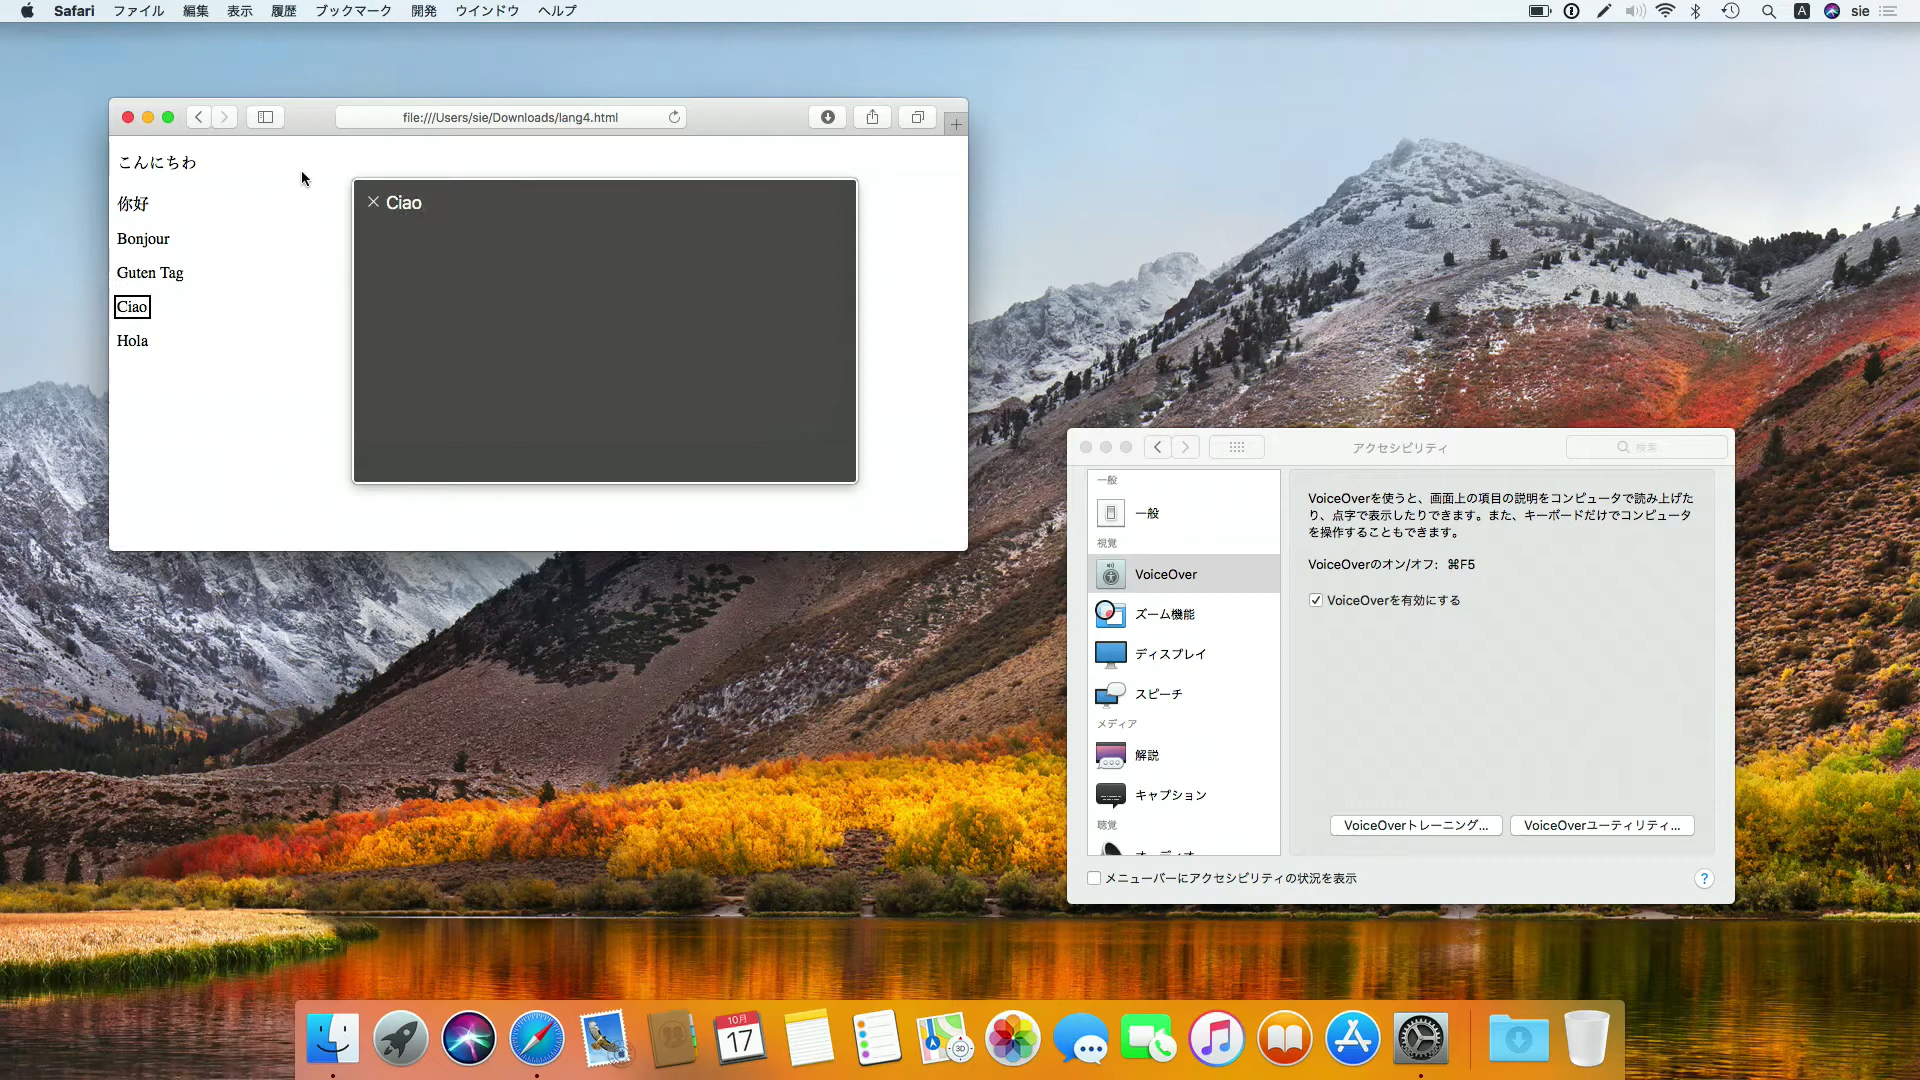 Safari ファイル 編集 表示 履歴 ブックマーク 開発 ウインドウ ヘルプ
A sie
file:///Users/sie/Downloads/lang4.html
こんにちわ
你好
Bonjour
Guten Tag
Ciao
Hola
Ciao
アクセシビリティ
検索
一般
一般
視覚
VoiceOver
ズーム機能
ディスプレイ
スピーチ
メディア
解説
キャプション
聴覚
VoiceOverを使うと、画面上の項目の説明をコンピュータで読み上げた
り、点字で表示したりできます。また、キーボードだけでコンピュータ
を操作することもできます。
VoiceOverのオン/オフ: ⌘F5
VoiceOverを有効にする
VoiceOverトレーニング... VoiceOverユーティリティ...
メニューバーにアクセシビリティの状況を表示
?
10月
17
3D